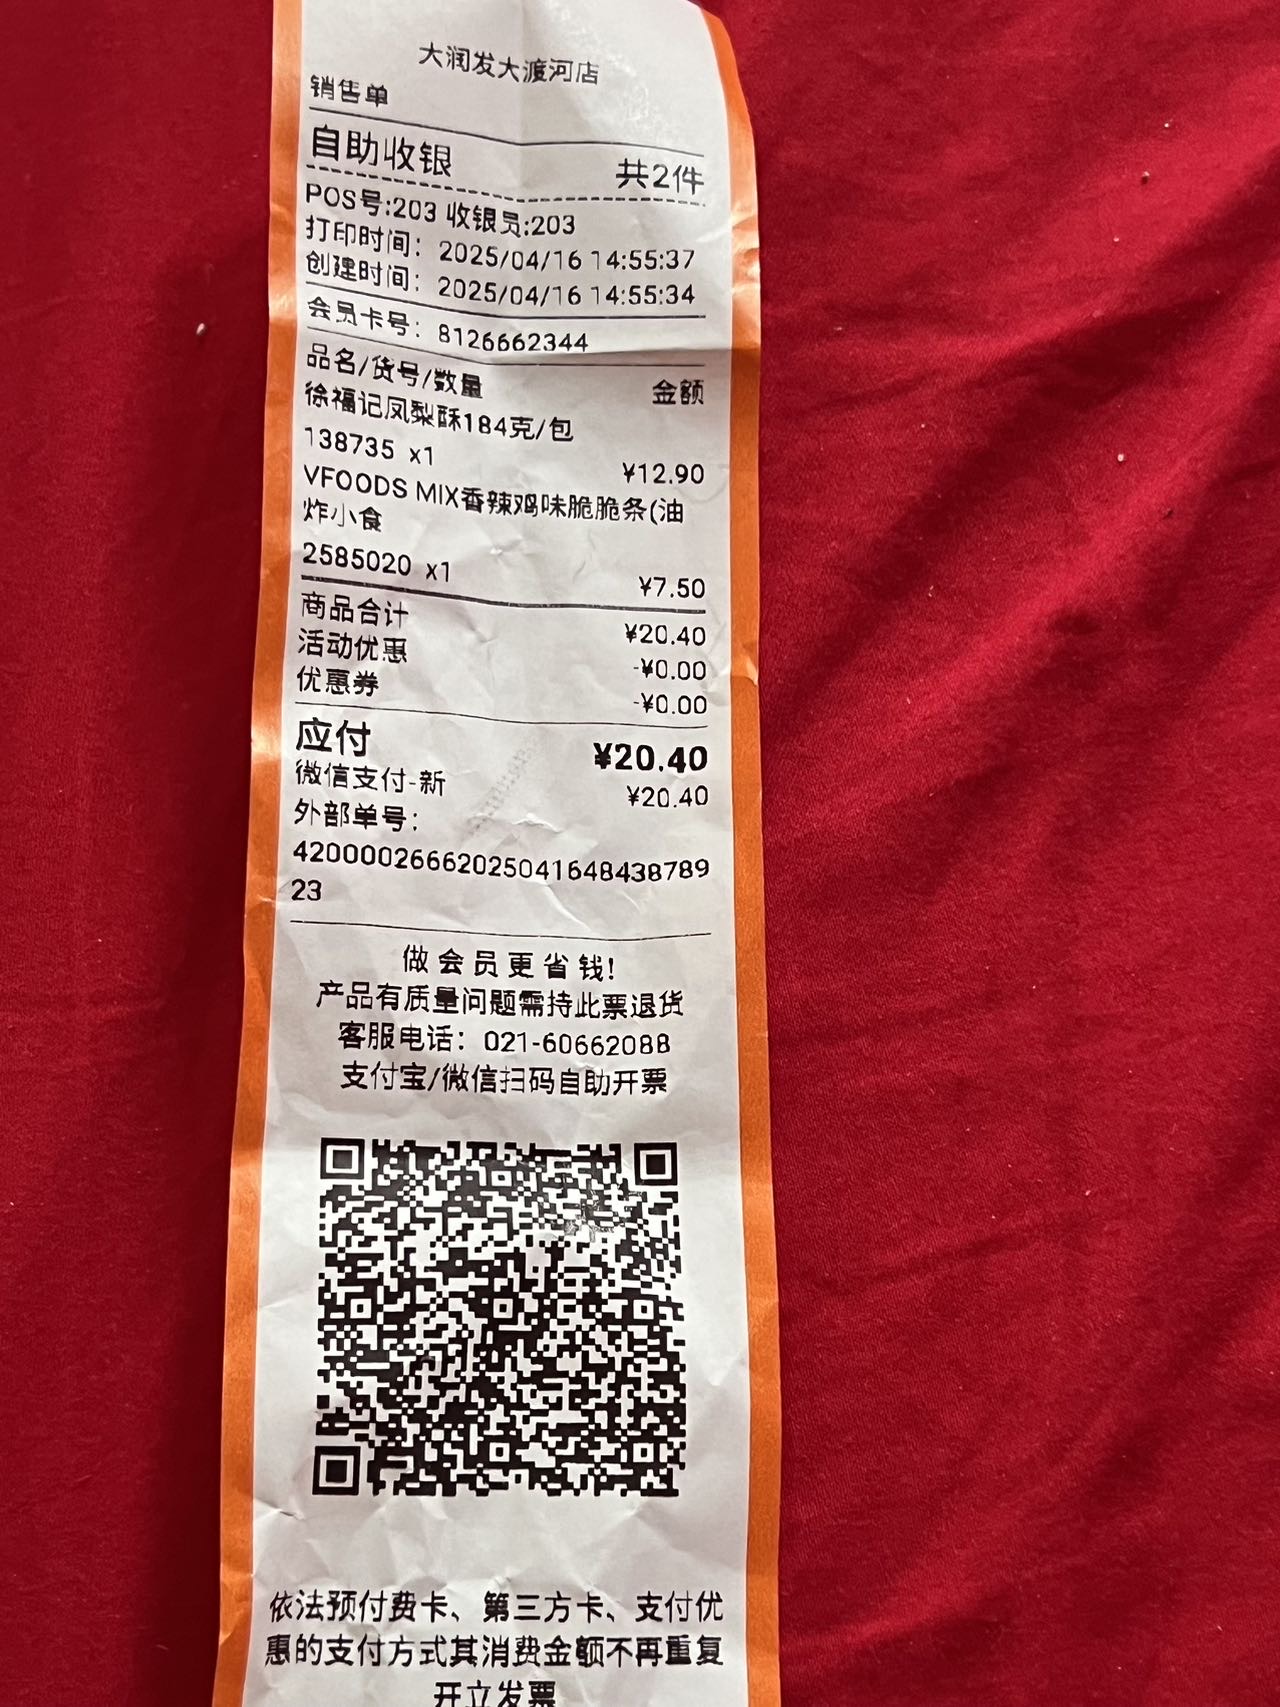 大润发大渡河店
销售单
自助收银 共2件
POS号:203 收银员:203
打印时间: 2025/04/16 14:55:37
创建时间: 2025/04/16 14:55:34
会员卡号: 8126662344
品名/货号/数量 金额
徐福记凤梨酥184克/包
138735 x1 ¥12.90
VFOODS MIX香辣鸡味脆脆条(油
炸小食
2585020 x1 ¥7.50
商品合计 ¥20.40
活动优惠 -¥0.00
优惠券 -¥0.00
应付 ¥20.40
微信支付-新 ¥20.40
外部单号:
42000026662025041648438789
23
做会员更省钱!
产品有质量问题需持此票退货
客服电话: 021-60662088
支付宝/微信扫码自助开票
依法预付费卡、第三方卡、支付优
惠的支付方式其消费金额不再重复
开立发票